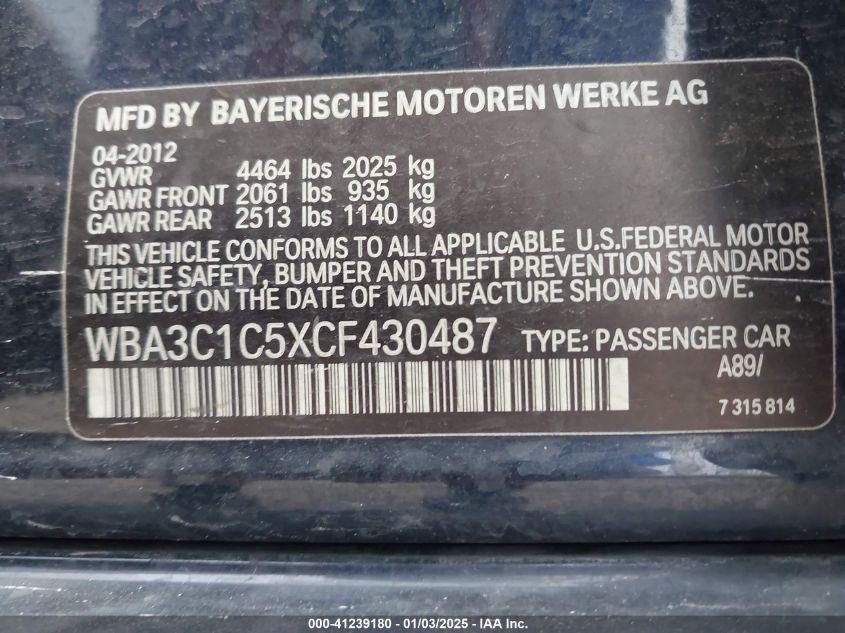 MFD BY BAYERISCHE MOTOREN WERKE AG
04-2012
GVWR 4464 lbs 2025 kg
GAWR FRONT 2061 lbs 935 kg
GAWR REAR 2513 lbs 1140 kg
THIS VEHICLE CONFORMS TO ALL APPLICABLE U.S.FEDERAL MOTOR
VEHICLE SAFETY, BUMPER AND THEFT PREVENTION STANDARDS
IN EFFECT ON THE DATE OF MANUFACTURE SHOWN ABOVE.
WBA3C1C5XCF430487 TYPE: PASSENGER CAR
A89/
7 315 814
000-41239180 - 01/03/2025 - IAA Inc.